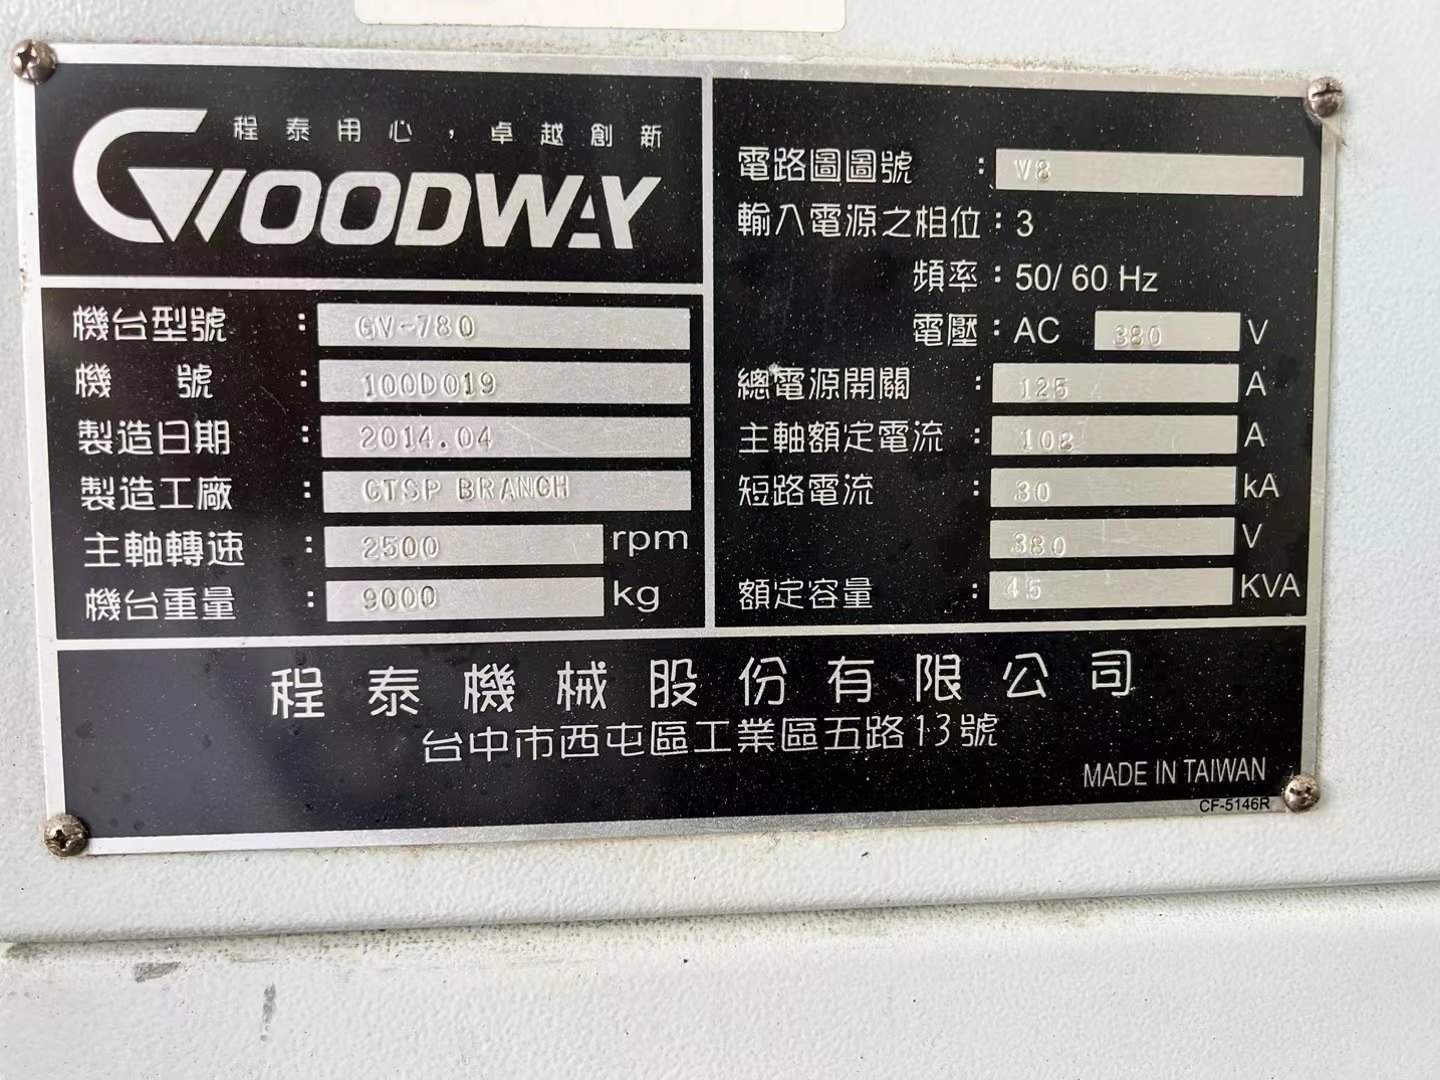 程泰用心，卓越創新
GOODWAY
機台型號 : GV-780
機 號 : 100D019
製造日期 : 2014.04
製造工廠 : GTSP BRANCH
主軸轉速 : 2500 rpm
機台重量 : 9000 kg
電路圖圖號 : V8
輸入電源之相位 : 3
頻率 : 50/ 60 Hz
電壓 : AC 380 V
總電源開關 : 125 A
主軸額定電流 : 108 A
短路電流 : 30 kA
380 V
額定容量 : 45 KVA
程泰機械股份有限公司
台中市西屯區工業區五路13號
MADE IN TAIWAN
CF-5146R